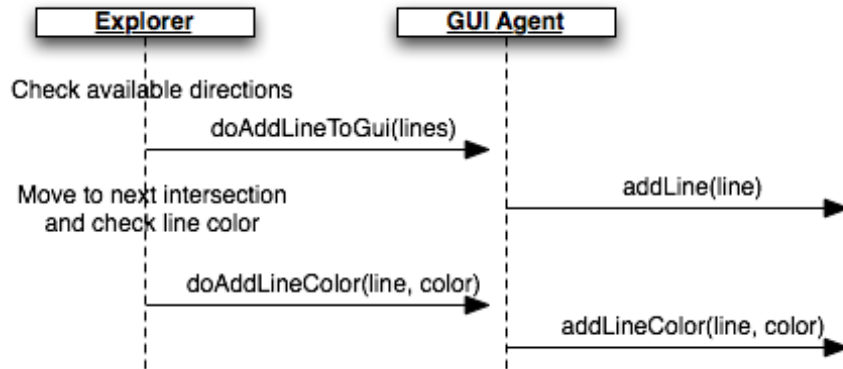 Explorer
GUI Agent
Check available directions
doAddLineToGui(lines)
Move to next intersection
and check line color
addLine(line)
doAddLineColor(line, color)
addLineColor(line, color)